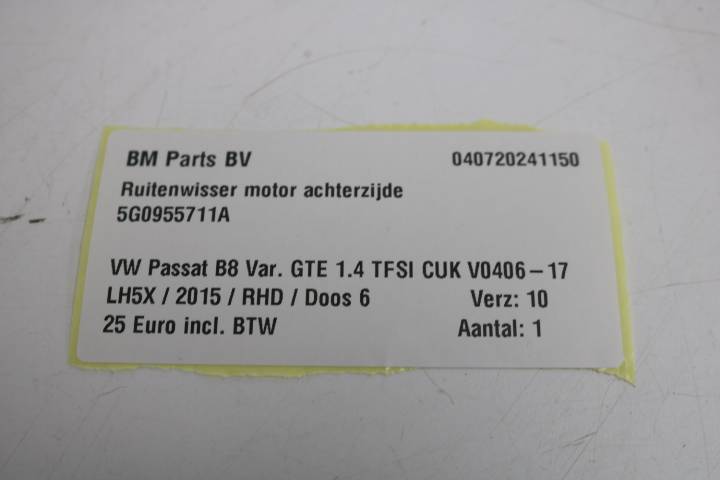 BM Parts BV 040720241150
Ruitenwisser motor achterzijde
5G0955711A
VW Passat B8 Var. GTE 1.4 TFSI CUK V0406-17
LH5X / 2015 / RHD / Doos 6 Verz: 10
25 Euro incl. BTW Aantal: 1